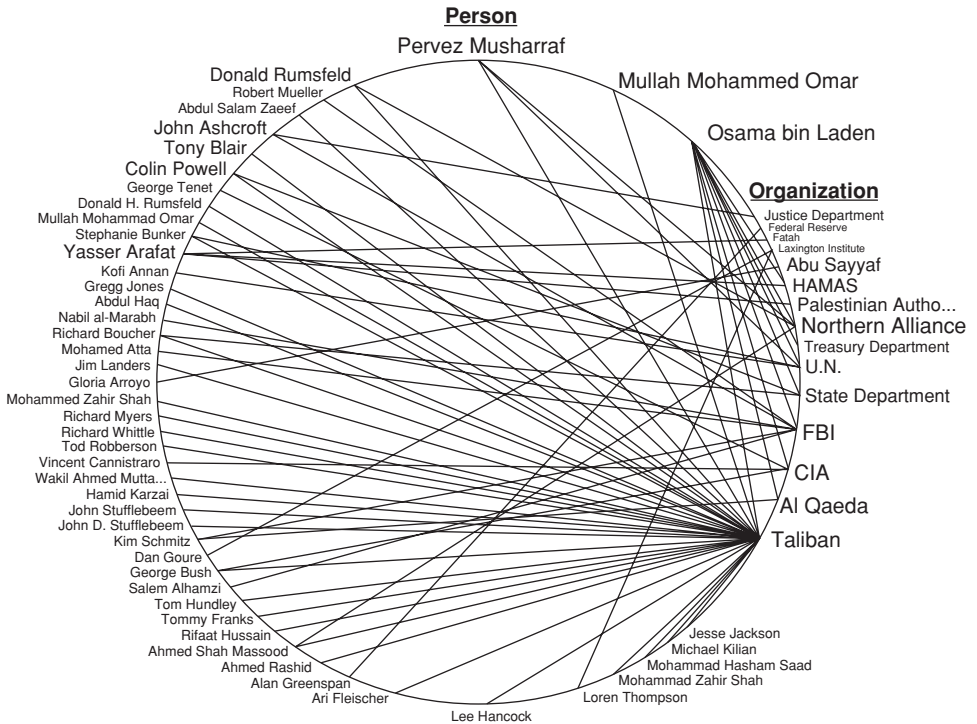 Person
Pervez Musharraf
Donald Rumsfeld
Robert Mueller
Abdul Salam Zaeef
John Ashcroft
Tony Blair
Colin Powell
George Tenet
Donald H. Rumsfeld
Mullah Mohammad Omar
Stephanie Bunker
Yasser Arafat
Kofi Annan
Gregg Jones
Abdul Haq
Nabil al-Marabh
Richard Boucher
Mohamed Atta
Jim Landers
Gloria Arroyo
Mohammed Zahir Shah
Richard Myers
Richard Whittle
Tod Robberson
Vincent Cannistraro
Wakil Ahmed Mutta...
Hamid Karzai
John Stufflebeem
John D. Stufflebeem
Kim Schmitz
Dan Goure
George Bush
Salem Alhamzi
Tom Hundley
Tommy Franks
Rifaat Hussain
Ahmed Shah Massood
Ahmed Rashid
Alan Greenspan
Ari Fleischer
Lee Hancock
Loren Thompson
Mohammad Zahir Shah
Mohammad Hasham Saad
Michael Kilian
Jesse Jackson
Mullah Mohammed Omar
Osama bin Laden
Organization
Justice Department
Federal Reserve
Fatah
Laxington Institute
Abu Sayyaf
HAMAS
Palestinian Autho...
Northern Alliance
Treasury Department
U.N.
State Department
FBI
CIA
Al Qaeda
Taliban